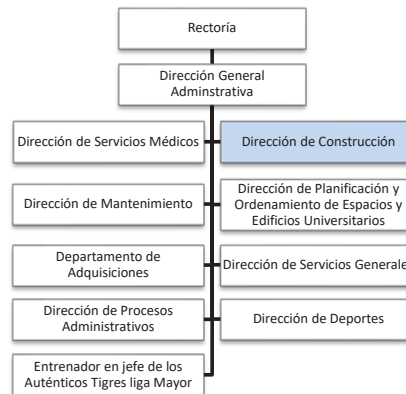 Rectoría
Dirección General
Adminstrativa
Dirección de Servicios Médicos
Dirección de Construcción
Dirección de Mantenimiento
Dirección de Planificación y
Ordenamiento de Espacios y
Edificios Universitarios
Departamento de
Adquisiciones
Dirección de Servicios Generale
Dirección de Procesos
Administrativos
Dirección de Deportes
Entrenador en jefe de los
Auténticos Tigres liga Mayor